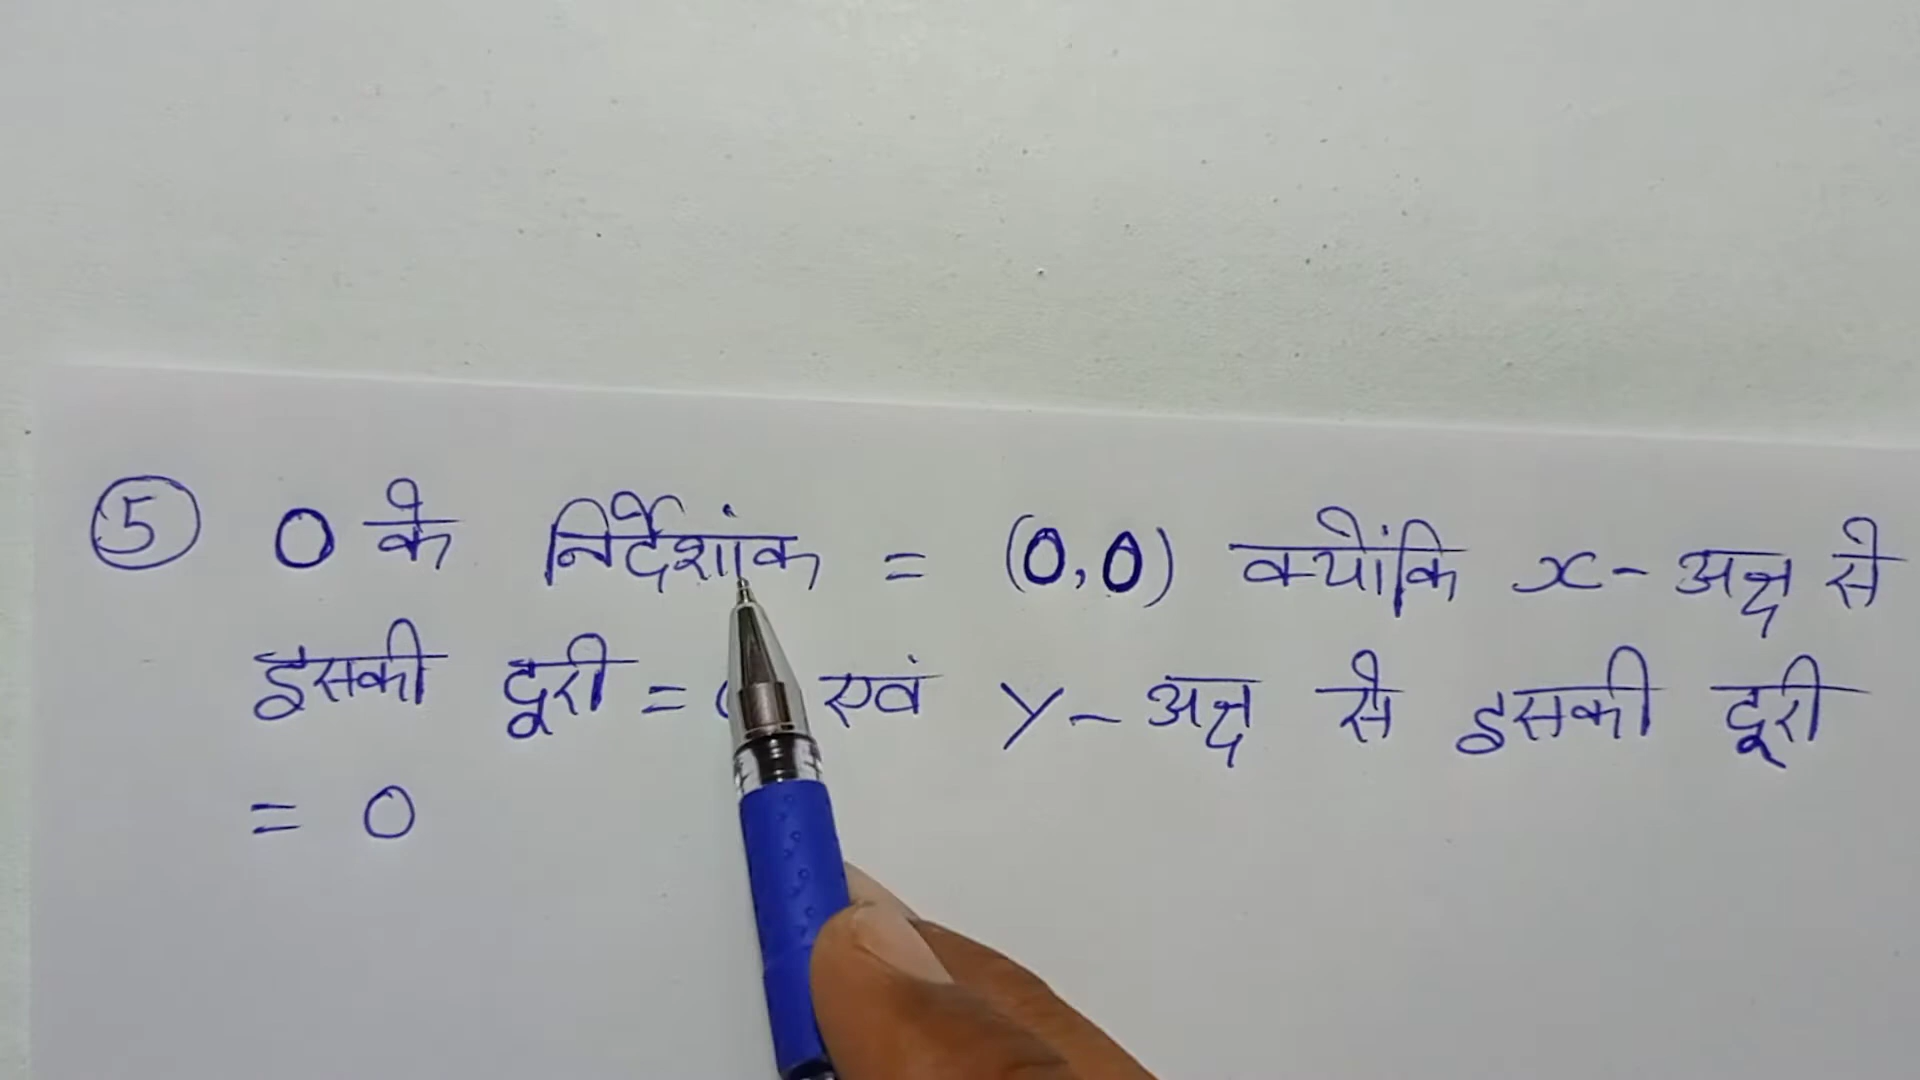 5 O के निर्देशांक = (0,0) क्योंकि x- अक्ष से
इसकी दूरी = एवं y- अक्ष से इसकी दूरी
= 0